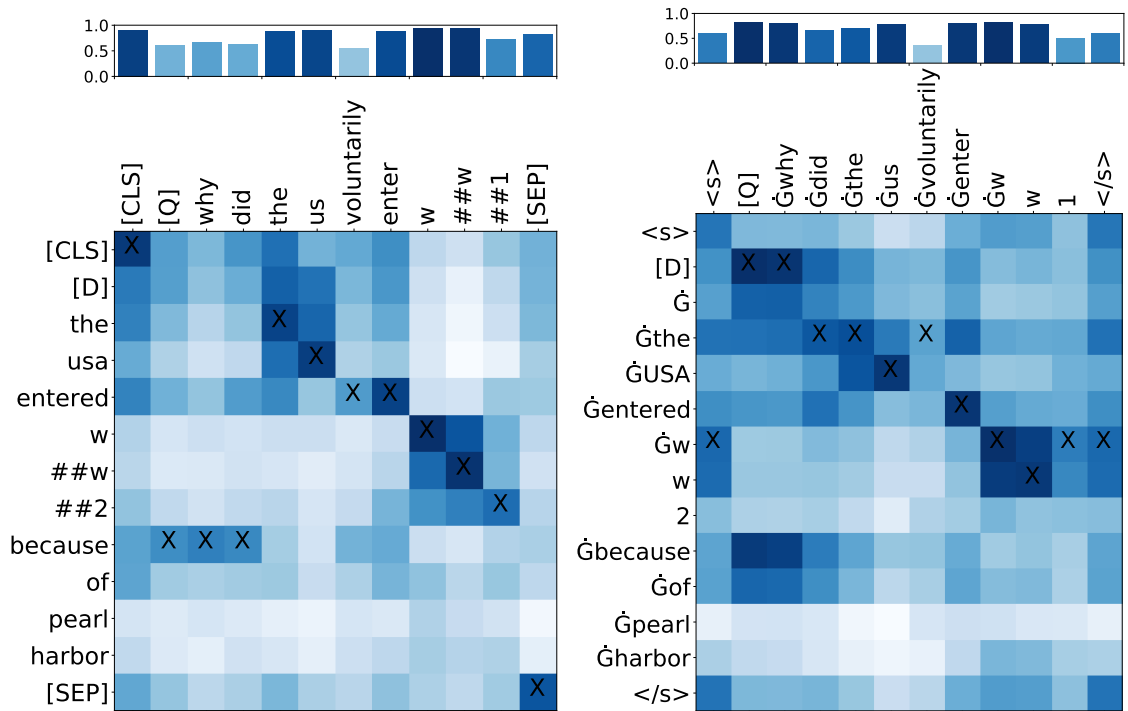 1.0
0.5
0.0
[CLS]
[Q]
why
did
the
us
voluntarily
enter
w
##w
##1
[SEP]
[CLS]
[D]
the
usa
entered
w
##w
##2
because
of
pearl
harbor
[SEP]
X
X
X
X X
X
X
X
X X X
X
1.0
0.5
0.0
<s>
[Q]
Ġwhy
Ġdid
Ġthe
Ġus
Ġvoluntarily
Ġenter
Ġw
w
1
</s>
<s>
[D]
Ġ
Ġthe
ĠUSA
Ġentered
Ġw
w
2
Ġbecause
Ġof
Ġpearl
Ġharbor
</s>
X X
X X X
X
X
X X X X
X